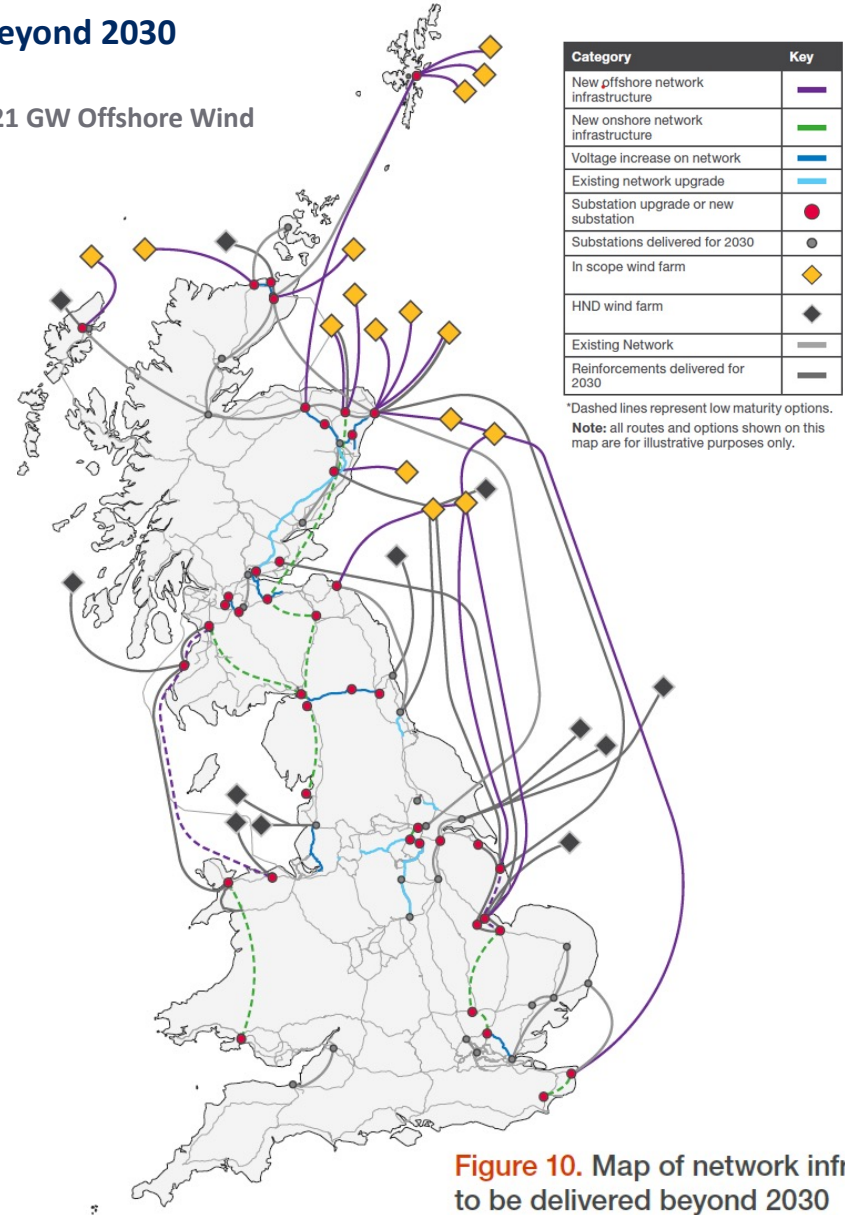 eyond 2030
21 GW Offshore Wind
Category Key
New offshore network
infrastructure
New onshore network
infrastructure
Voltage increase on network
Existing network upgrade
Substation upgrade or new
substation
Substations delivered for 2030
In scope wind farm
HND wind farm
Existing Network
Reinforcements delivered for
2030
*Dashed lines represent low maturity options.
Note: all routes and options shown on this
map are for illustrative purposes only.
Figure 10. Map of network infr
to be delivered beyond 2030